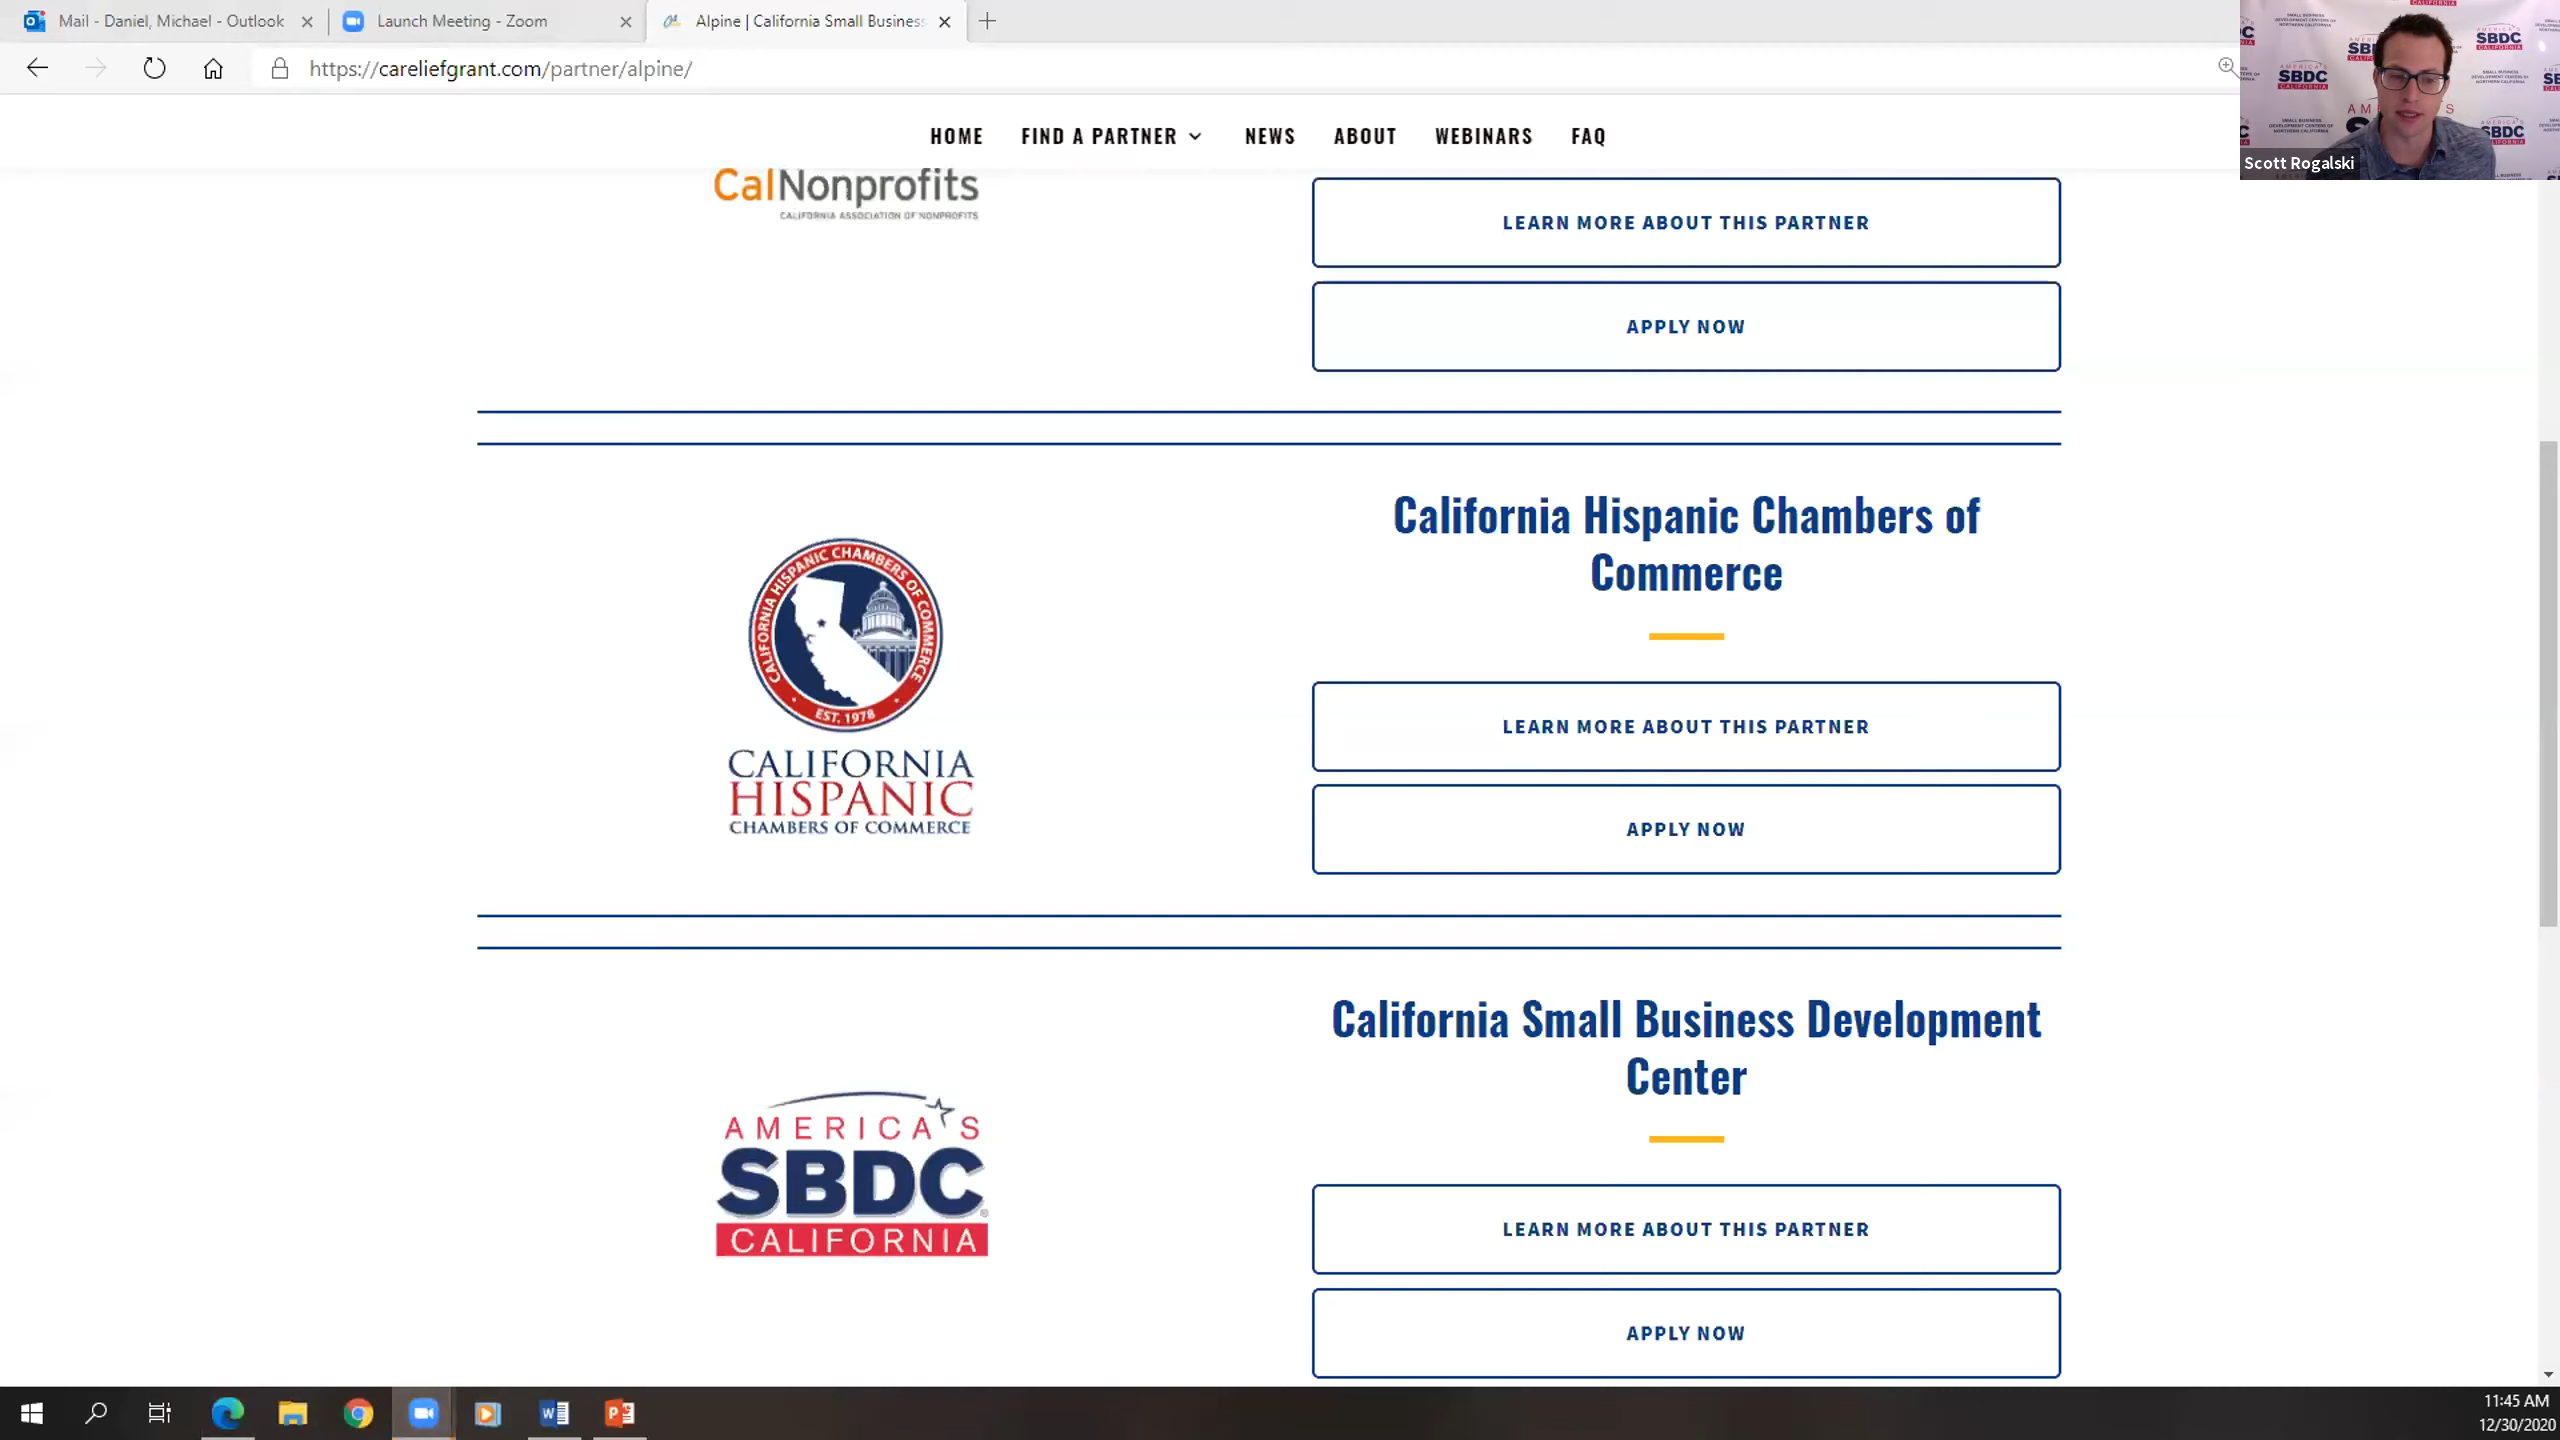 Mail - Daniel, Michael - Outlook
Launch Meeting - Zoom
Alpine | California Small Business
https://careliefgrant.com/partner/alpine/
HOME
FIND A PARTNER
NEWS
ABOUT
WEBINARS
FAQ
Scott Rogalski
CalNonprofits
CALIFORNIA ASSOCIATION OF NONPROFITS
LEARN MORE ABOUT THIS PARTNER
APPLY NOW
CALIFORNIA HISPANIC CHAMBERS OF COMMERCE
EST. 1978
CALIFORNIA
HISPANIC
CHAMBERS OF COMMERCE
California Hispanic Chambers of
Commerce
LEARN MORE ABOUT THIS PARTNER
APPLY NOW
AMERICA'S
SBDC
CALIFORNIA
California Small Business Development
Center
LEARN MORE ABOUT THIS PARTNER
APPLY NOW
11:45 AM
12/30/2020